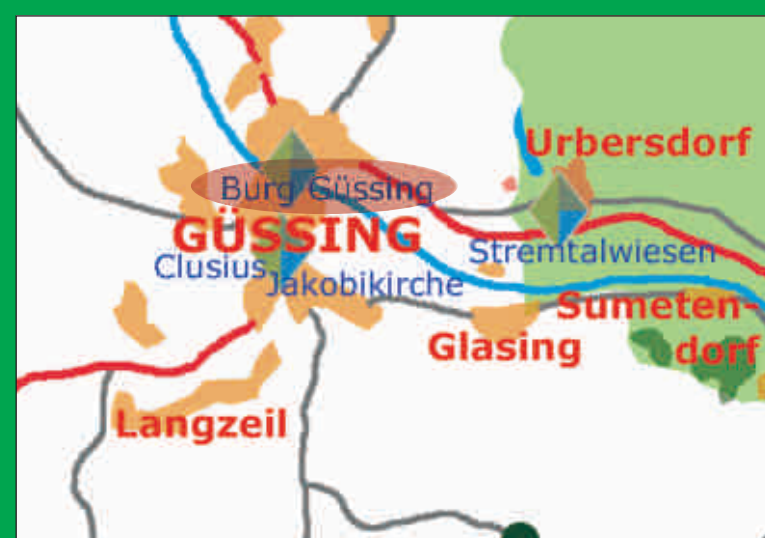 Urbersdorf
Burg Güssing
GÜSSING
Stremtalwiesen
Clusius
Jakobikirche
Sumeten-
dorf
Glasing
Langzeil